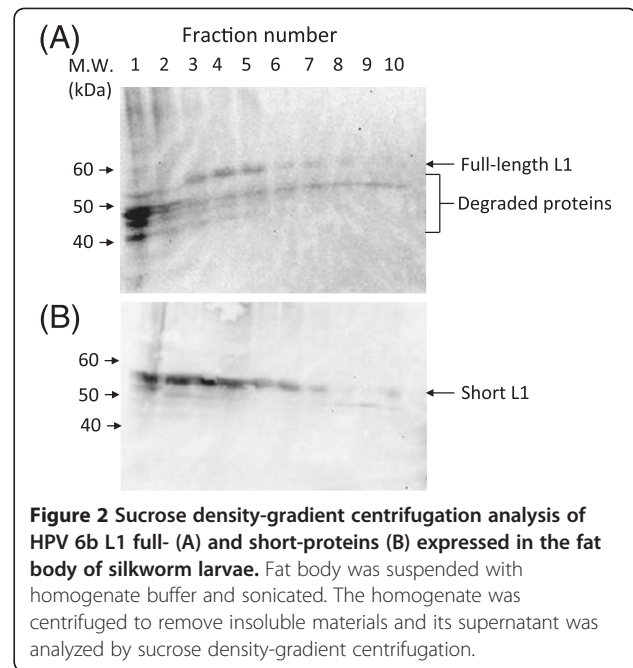 (A)
Fraction number
M.W.
(kDa)
1 2 3 4 5 6 7 8 9 10
60
50
40
Full-length L1
Degraded proteins
(B)
60
50
40
Short L1
Figure 2 Sucrose density-gradient centrifugation analysis of
HPV 6b L1 full- (A) and short-proteins (B) expressed in the fat
body of silkworm larvae. Fat body was suspended with
homogenate buffer and sonicated. The homogenate was
centrifuged to remove insoluble materials and its supernatant was
analyzed by sucrose density-gradient centrifugation.